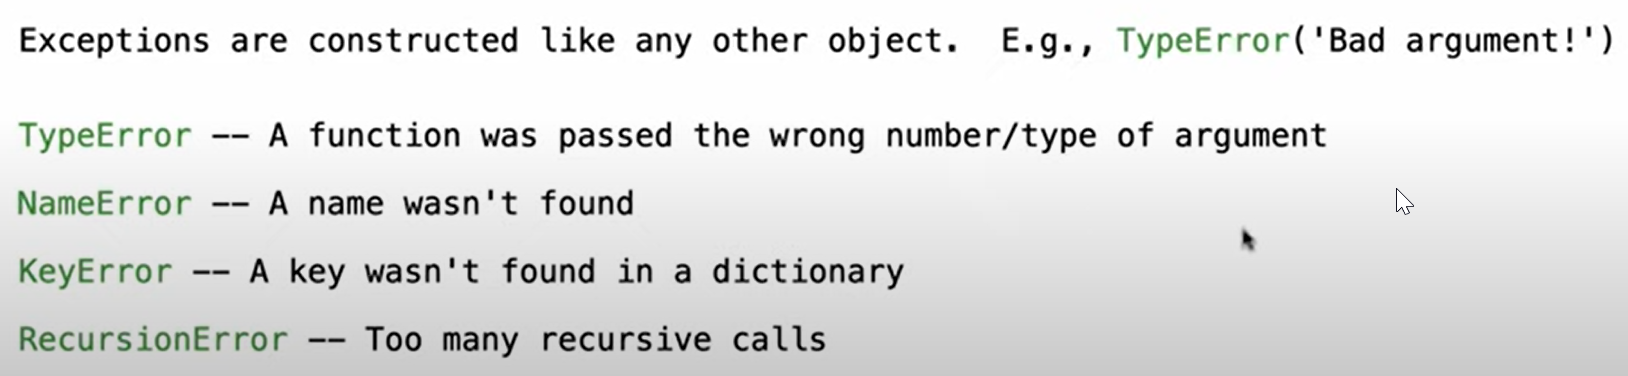 Exceptions are constructed like any other object.  E.g., TypeError('Bad argument!')
TypeError -- A function was passed the wrong number/type of argument
NameError -- A name wasn't found
KeyError -- A key wasn't found in a dictionary
RecursionError -- Too many recursive calls